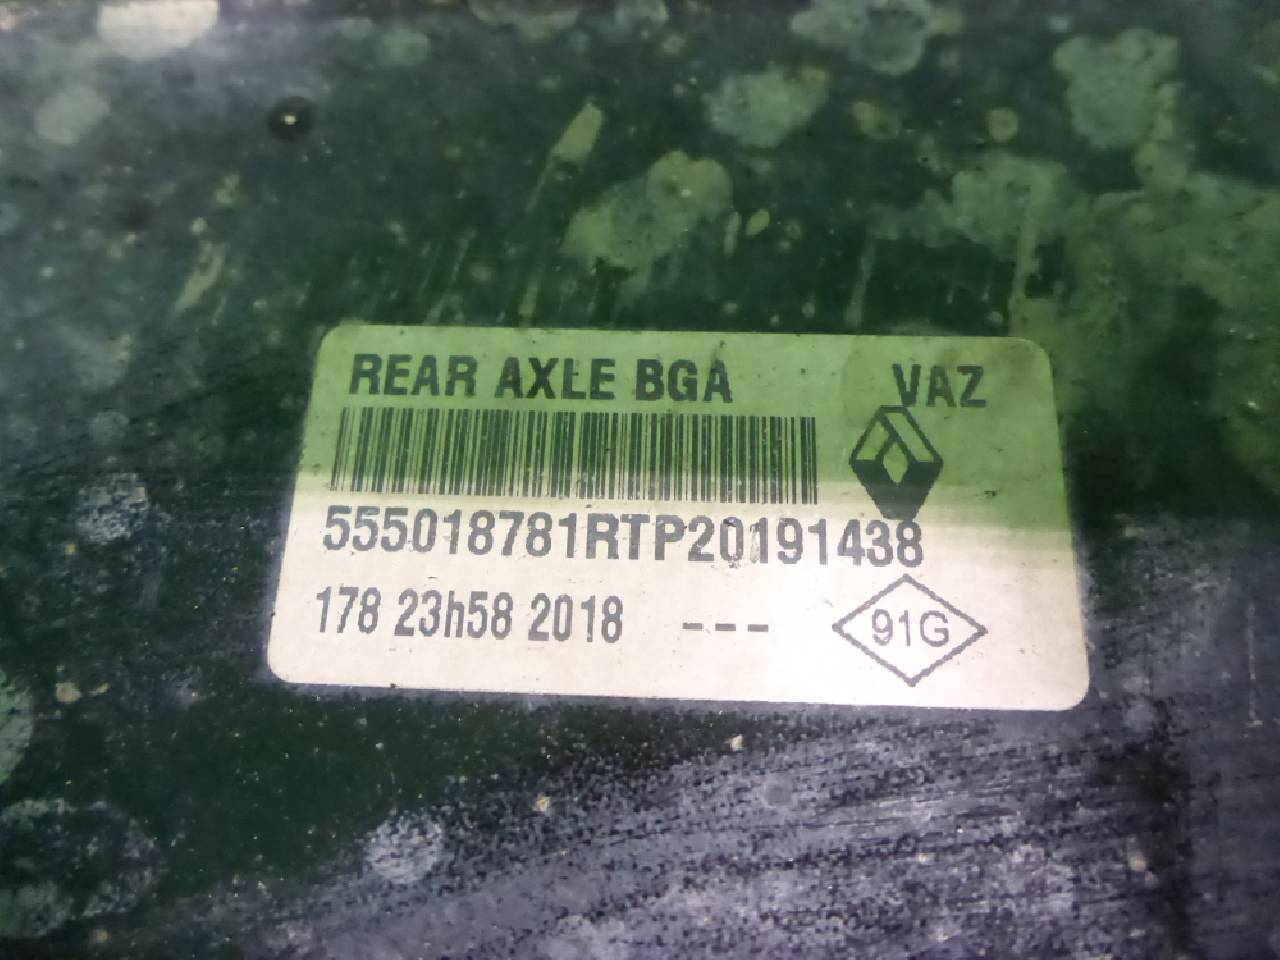 REAR AXLE BGA VAZ
555018781RTP20191438
178 23h58 2018 ---
91G